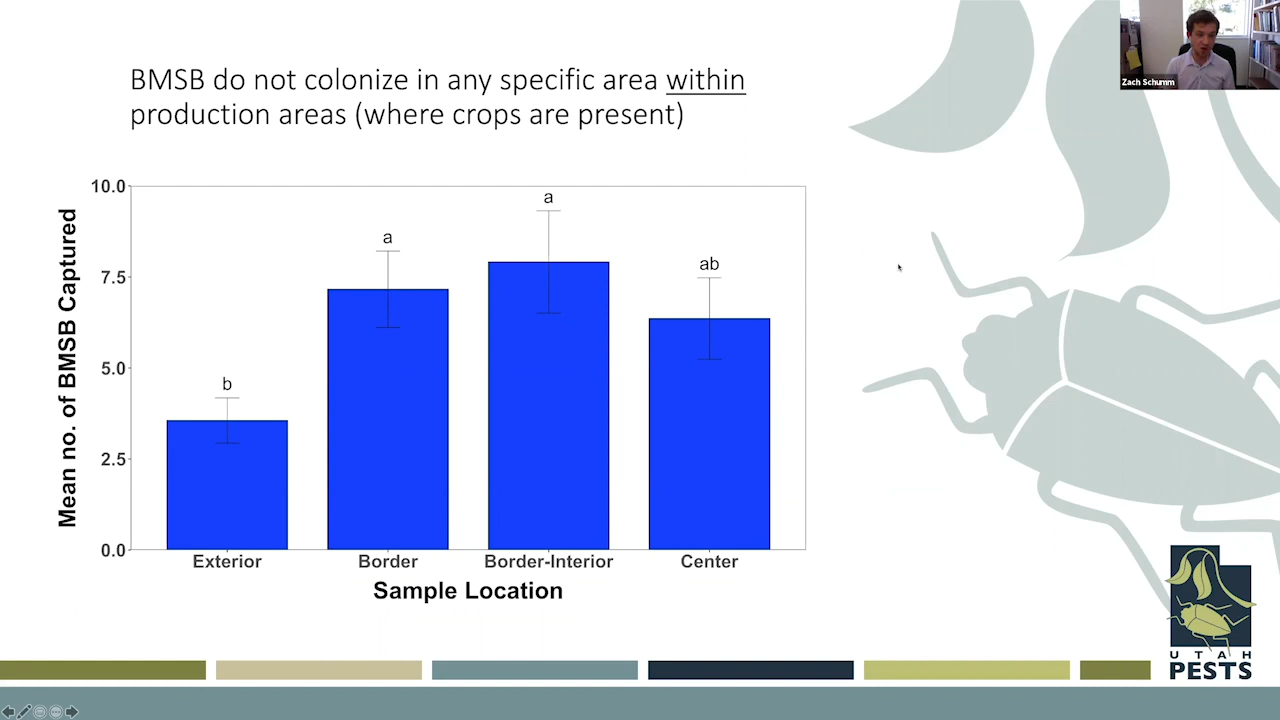 BMSB do not colonize in any specific area within
production areas (where crops are present)
Zach Schumm
Mean no. of BMSB Captured
10.0
7.5
5.0
2.5
0.0
b
a
a
ab
Exterior
Border
Border-Interior
Center
Sample Location
UTAH
PESTS